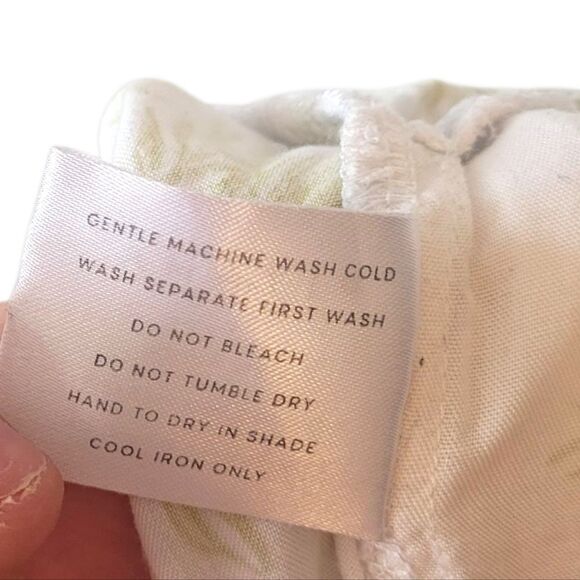 GENTLE MACHINE WASH COLD
WASH SEPARATE FIRST WASH
DO NOT BLEACH
DO NOT TUMBLE DRY
HAND TO DRY IN SHADE
COOL IRON ONLY